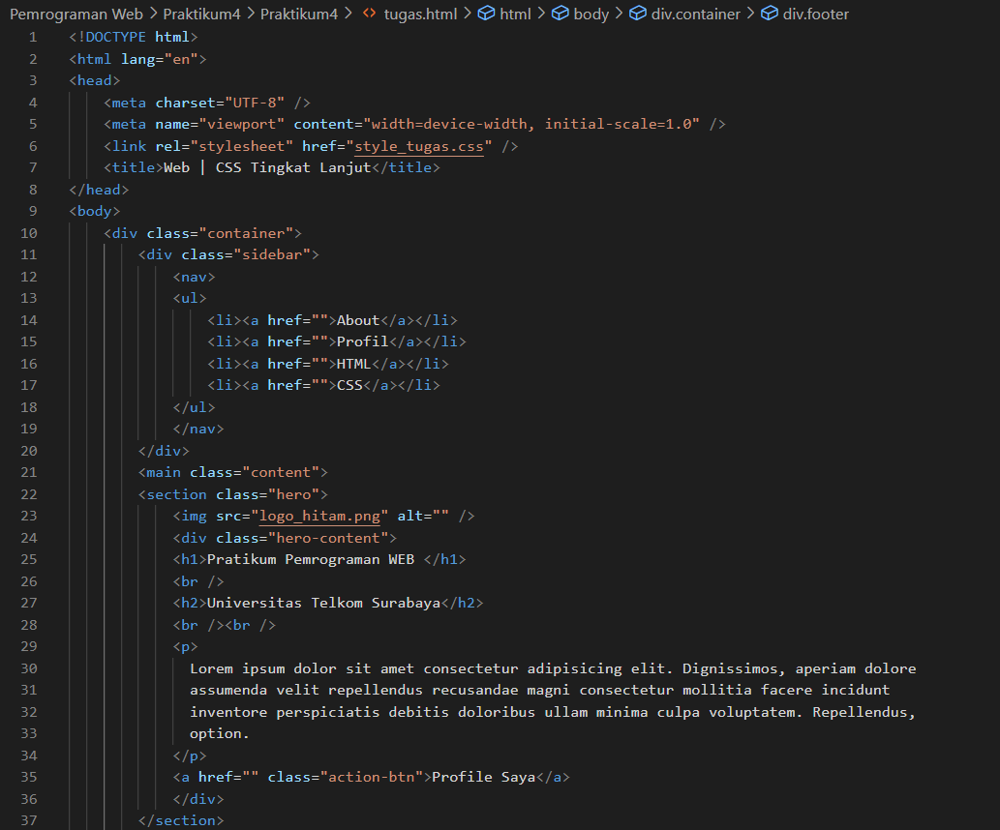 Pemrograman Web > Praktikum4 > Praktikum4 > <> tugas.html > html > body > div.container > div.footer
1 <!DOCTYPE html>
2 <html lang="en">
3 <head>
4 <meta charset="UTF-8" />
5 <meta name="viewport" content="width=device-width, initial-scale=1.0" />
6 <link rel="stylesheet" href="style_tugas.css" />
7 <title>Web | CSS Tingkat Lanjut</title>
8 </head>
9 <body>
10 <div class="container">
11 <div class="sidebar">
12 <nav>
13 <ul>
14 <li><a href="">About</a></li>
15 <li><a href="">Profil</a></li>
16 <li><a href="">HTML</a></li>
17 <li><a href="">CSS</a></li>
18 </ul>
19 </nav>
20 </div>
21 <main class="content">
22 <section class="hero">
23 <img src="logo_hitam.png" alt="" />
24 <div class="hero-content">
25 <h1>Pratikum Pemrograman WEB </h1>
26 <br />
27 <h2>Universitas Telkom Surabaya</h2>
28 <br /><br />
29 <p>
30 Lorem ipsum dolor sit amet consectetur adipisicing elit. Dignissimos, aperiam dolore
31 assumenda velit repellendus recusandae magni consectetur mollitia facere incidunt
32 inventore perspiciatis debitis doloribus ullam minima culpa voluptatem. Repellendus,
33 option.
34 </p>
35 <a href="" class="action-btn">Profile Saya</a>
36 </div>
37 </section>